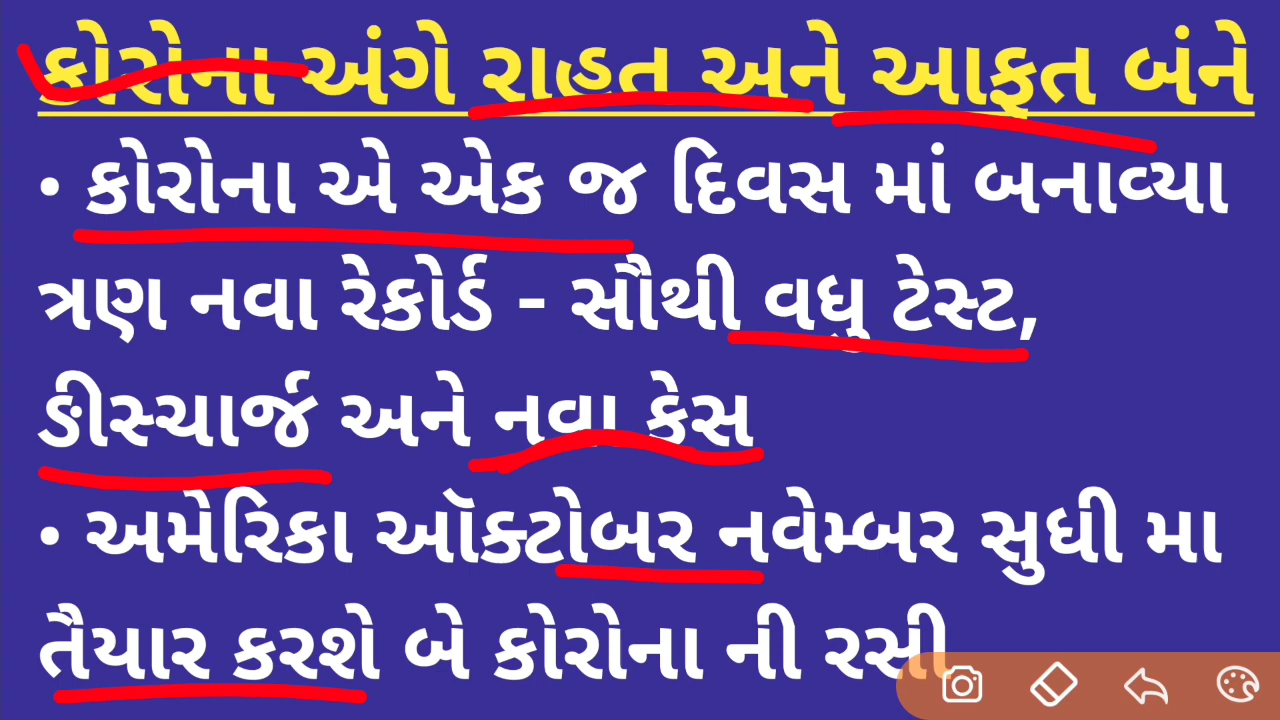 કોરોના અંગે રાહત અને આફત બંને
• કોરોના એ એક જ દિવસ માં બનાવ્યા
ત્રણ નવા રેકોર્ડ - સૌથી વધુ ટેસ્ટ,
ડીસ્ચાર્જ અને નવા કેસ
• અમેરિકા ઑક્ટોબર નવેમ્બર સુધી મા
તૈયાર કરશે બે કોરોના ની રસી